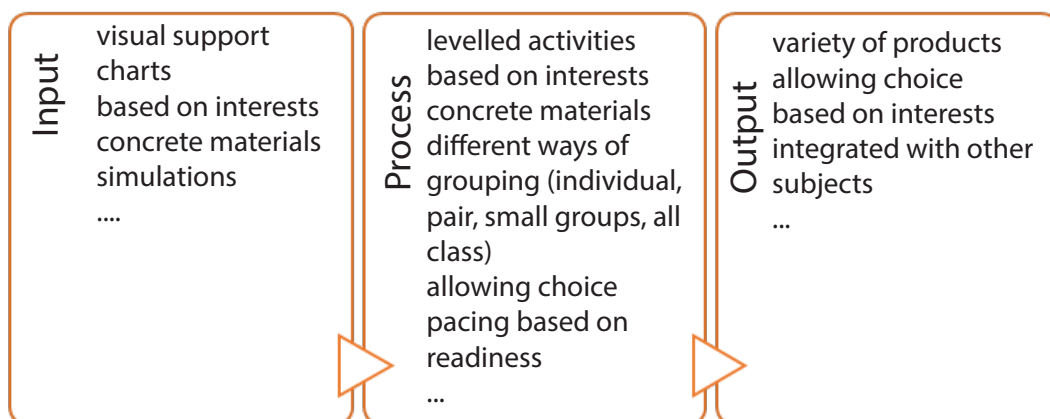 Input
visual support
charts
based on interests
concrete materials
simulations
....
Process
levelled activities
based on interests
concrete materials
different ways of
grouping (individual,
pair, small groups, all
class)
allowing choice
pacing based on
readiness
...
Output
variety of products
allowing choice
based on interests
integrated with other
subjects
...